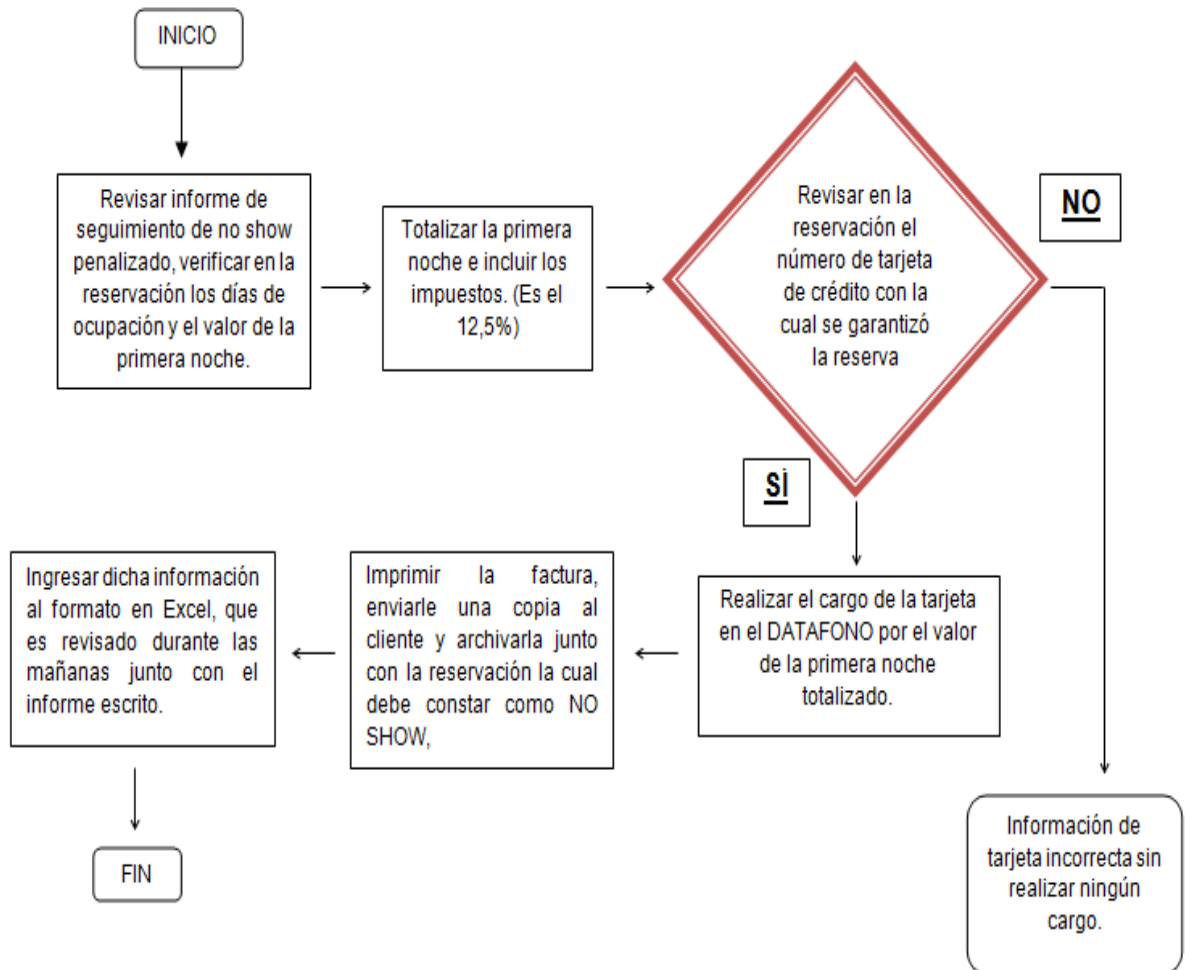 INICIO
Revisar informe de
seguimiento de no show
penalizado, verificar en la
reservación los días de
ocupación y el valor de la
primera noche.
Totalizar la primera
noche e incluir los
impuestos. (Es el
12,5%)
Revisar en la
reservación el
número de tarjeta
de crédito con la
cual se garantizó
la reserva
NO
SÍ
Realizar el cargo de la tarjeta
en el DATAFONO por el valor
de la primera noche
totalizado.
Imprimir la factura,
enviarle una copia al
cliente y archivarla junto
con la reservación la cual
debe constar como NO
SHOW,
Ingresar dicha información
al formato en Excel, que
es revisado durante las
mañanas junto con el
informe escrito.
FIN
Información de
tarjeta incorrecta sin
realizar ningún
cargo.